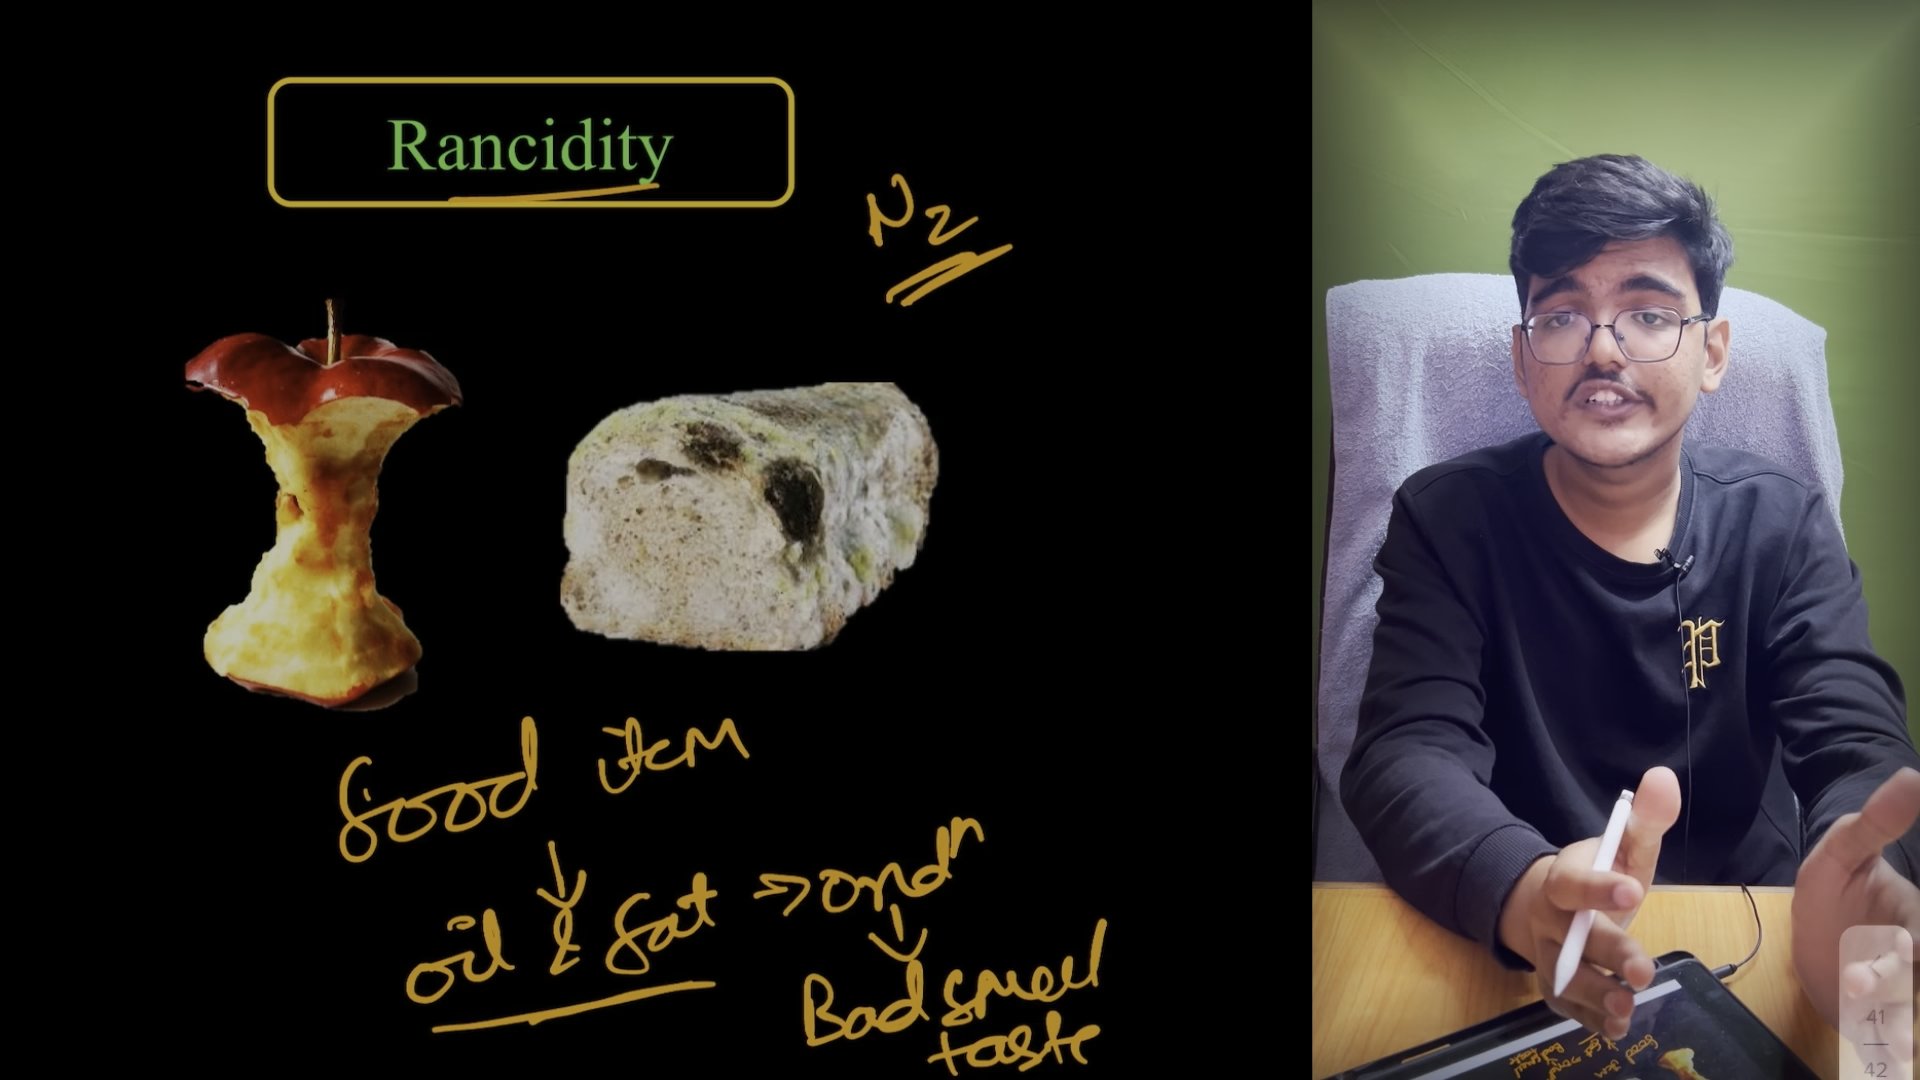 Rancidity
N2
food item
oil & fat → oxdn
Bad smell
taste
P
41
42